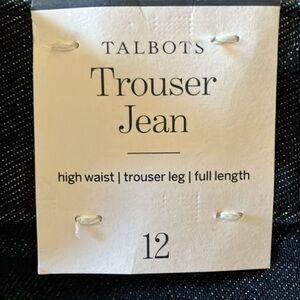 TALBOTS
Trouser
Jean
high waist | trouser leg | full length
12